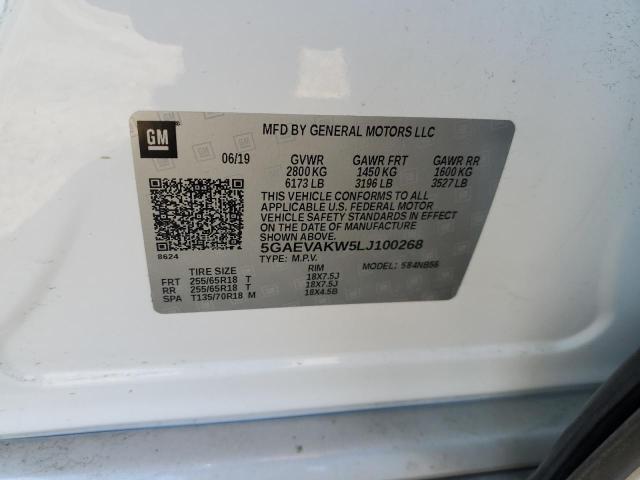 GM
MFD BY GENERAL MOTORS LLC
06/19 GVWR GAWR FRT GAWR RR
2800 KG 1450 KG 1600 KG
6173 LB 3196 LB 3527 LB
THIS VEHICLE CONFORMS TO ALL
APPLICABLE U.S. FEDERAL MOTOR
VEHICLE SAFETY STANDARDS IN EFFECT
ON THE DATE OF MANUFACTURE
SHOWN ABOVE.
5GAEVAKW5LJ100268
8624
TYPE: M.P.V. MODEL:
TIRE SIZE RIM
FRT 255/65R18 T 18X7.5J
RR 255/65R18 T 18X7.5J
SPA T135/70R18 M 18X4.5B